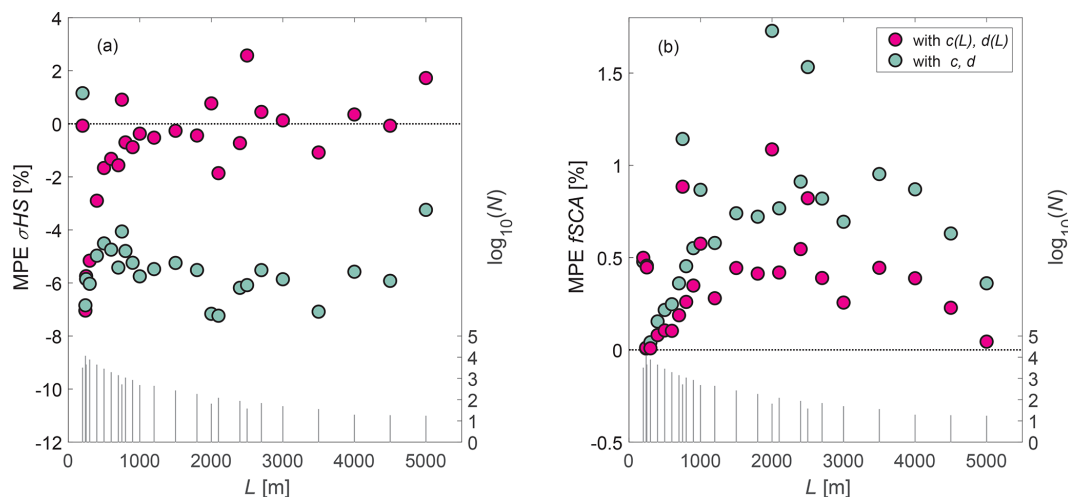 (a)
MPE σHS [%]
4
2
0
-2
-4
-6
-8
-10
-12
0 1000 2000 3000 4000 5000
L [m]
5
4
3
2
1
0
log10(N)
(b)
with c(L), d(L)
with c, d
MPE fSCA [%]
1.5
1
0.5
0
-0.5
0 1000 2000 3000 4000 5000
L [m]
5
4
3
2
1
0
log10(N)